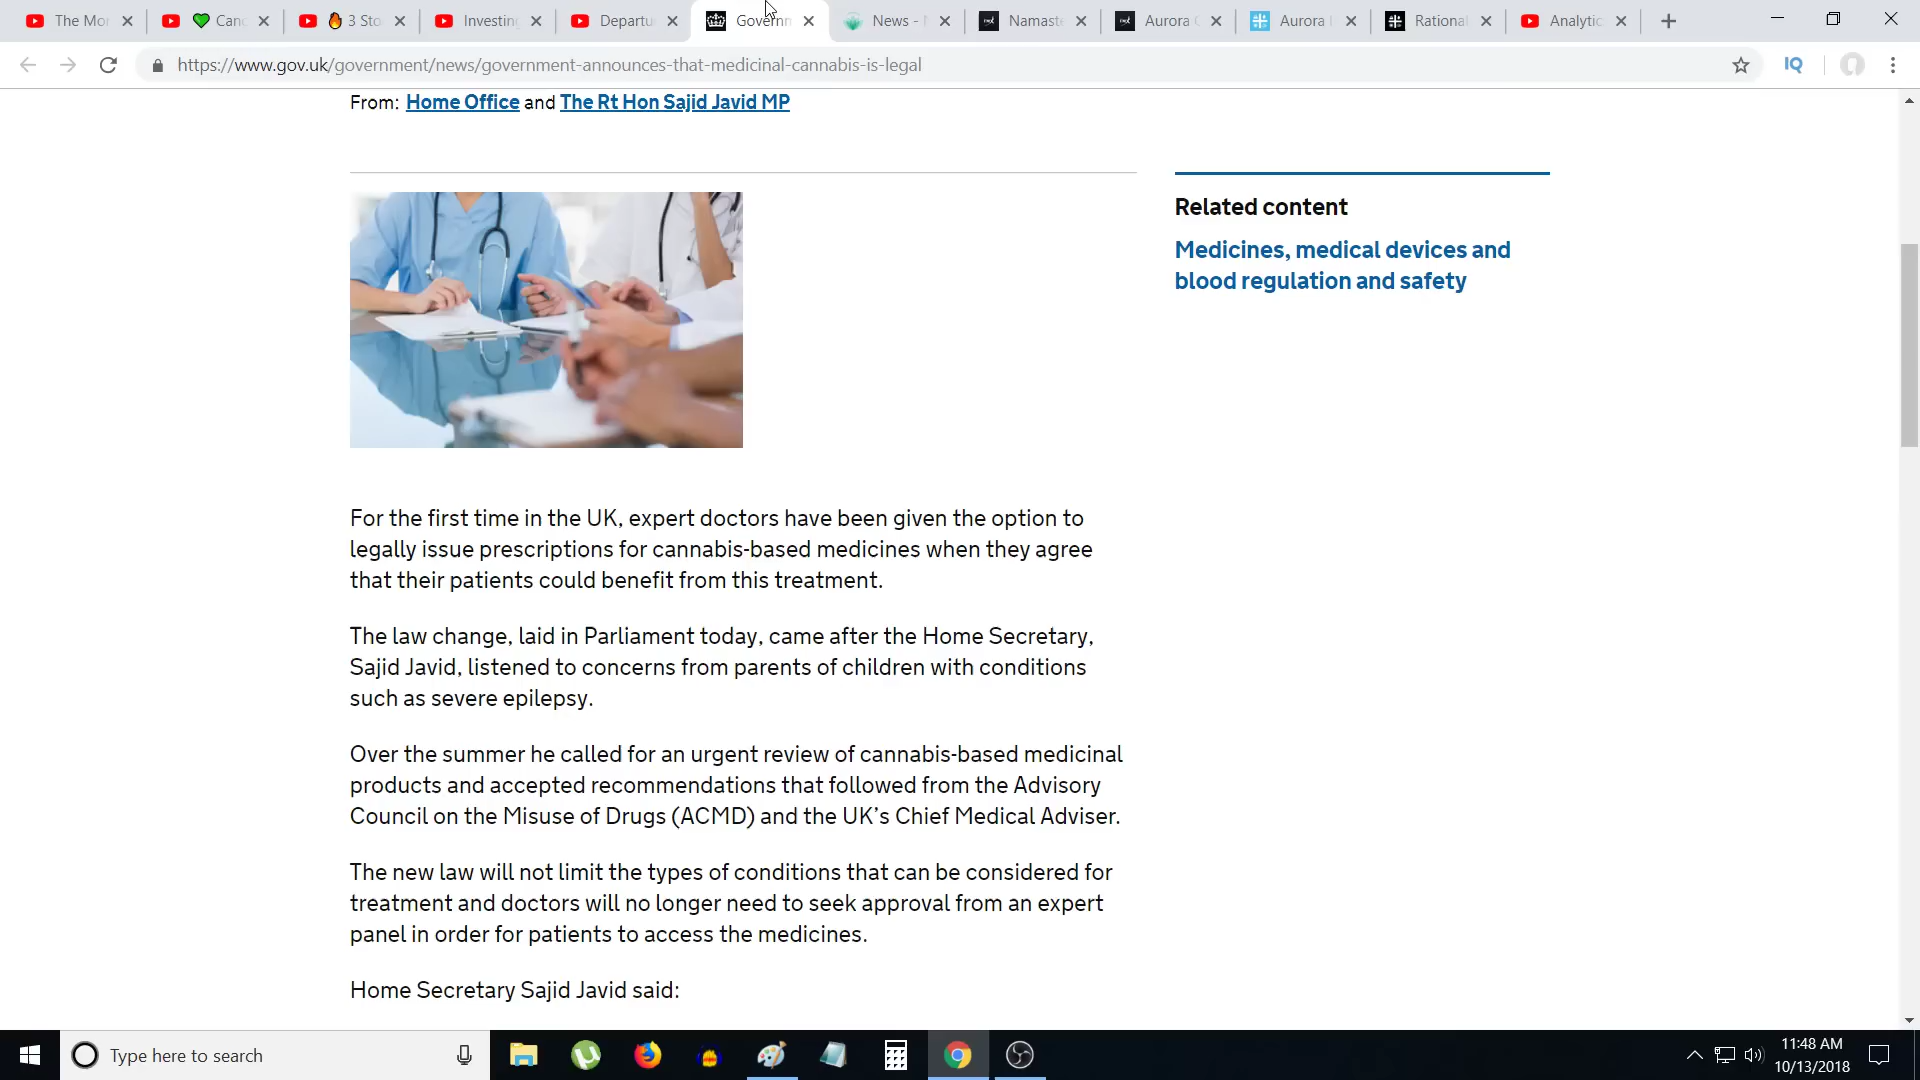 The Mor
Canc
3 Sto
Investing
Departu
Governm
News -
Namaste
Aurora
Aurora
Rational
Analytic
https://www.gov.uk/government/news/government-announces-that-medicinal-cannabis-is-legal
IQ
From: Home Office and The Rt Hon Sajid Javid MP
Related content
Medicines, medical devices and
blood regulation and safety
For the first time in the UK, expert doctors have been given the option to
legally issue prescriptions for cannabis-based medicines when they agree
that their patients could benefit from this treatment.
The law change, laid in Parliament today, came after the Home Secretary,
Sajid Javid, listened to concerns from parents of children with conditions
such as severe epilepsy.
Over the summer he called for an urgent review of cannabis-based medicinal
products and accepted recommendations that followed from the Advisory
Council on the Misuse of Drugs (ACMD) and the UK’s Chief Medical Adviser.
The new law will not limit the types of conditions that can be considered for
treatment and doctors will no longer need to seek approval from an expert
panel in order for patients to access the medicines.
Home Secretary Sajid Javid said:
Type here to search
11:48 AM
10/13/2018